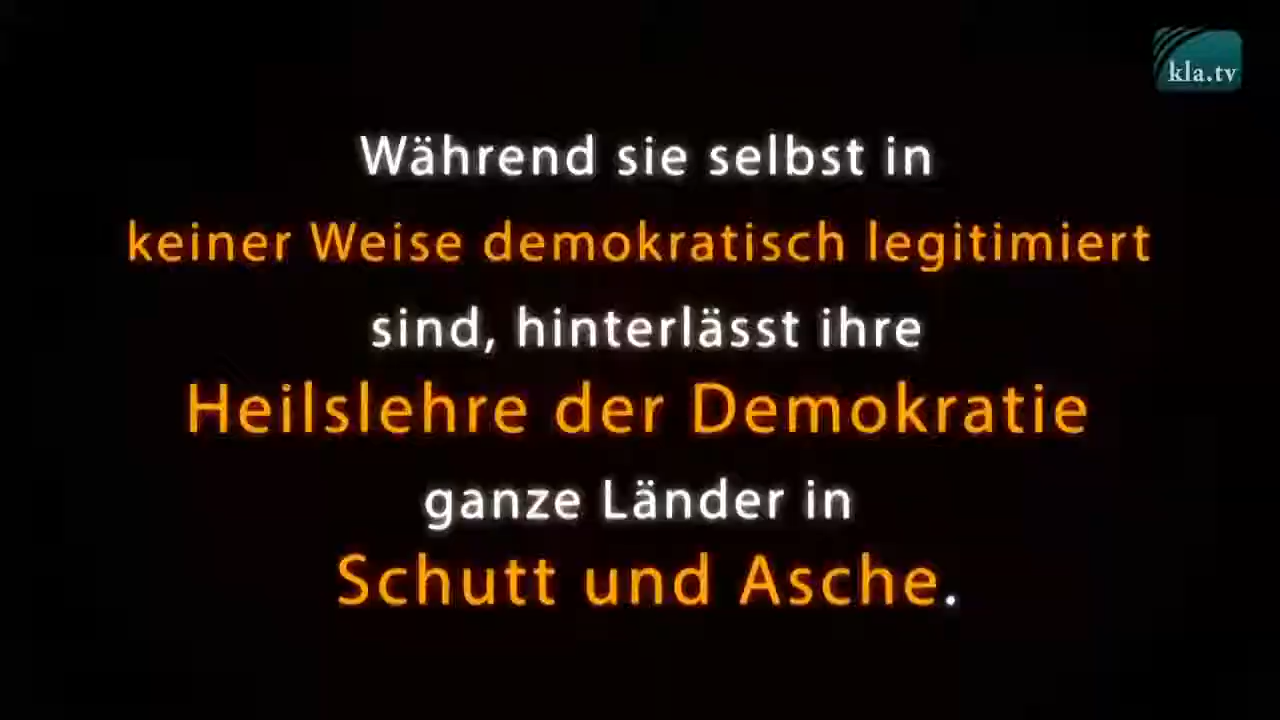 kla.tv
Während sie selbst in
keiner Weise demokratisch legitimiert
sind, hinterlässt ihre
Heilslehre der Demokratie
ganze Länder in
Schutt und Asche.